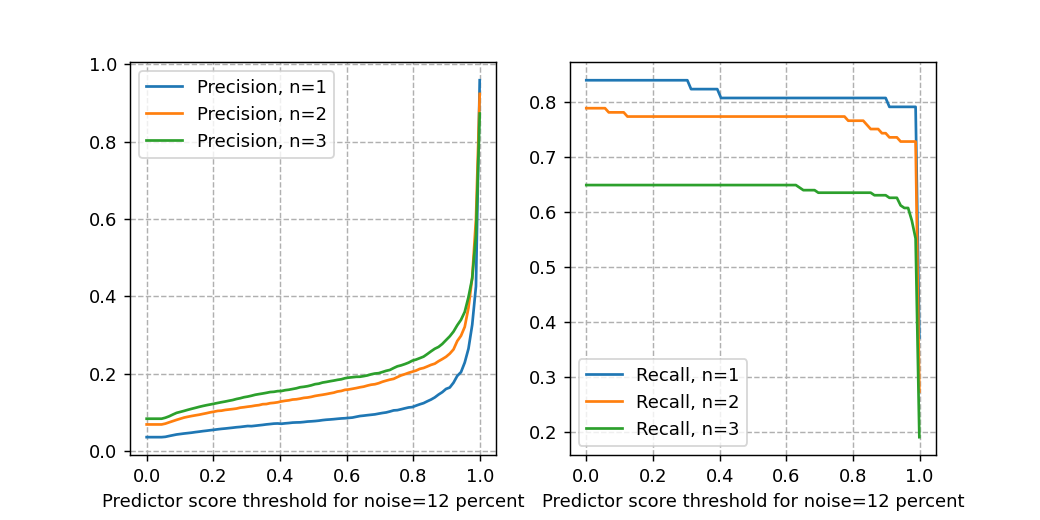 1.0
0.8
0.6
0.4
0.2
0.0
Precision, n=1
Precision, n=2
Precision, n=3
0.0 0.2 0.4 0.6 0.8 1.0
Predictor score threshold for noise=12 percent
0.8
0.7
0.6
0.5
0.4
0.3
0.2
Recall, n=1
Recall, n=2
Recall, n=3
0.0 0.2 0.4 0.6 0.8 1.0
Predictor score threshold for noise=12 percent